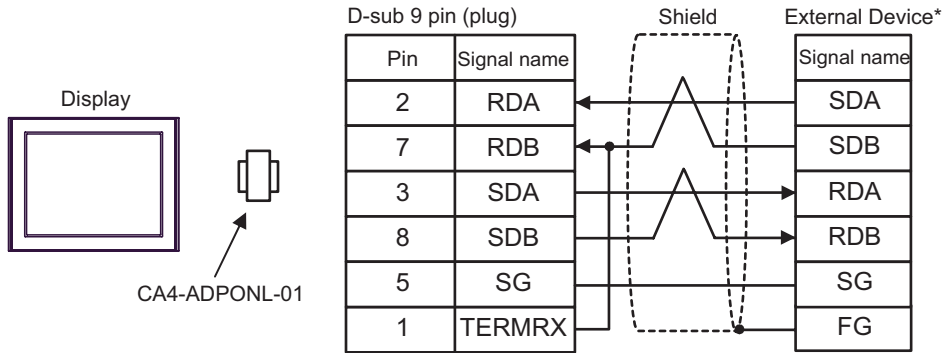 D-sub 9 pin (plug) Shield External Device*
Pin Signal name Signal name
Display
2 RDA SDA
7 RDB SDB
3 SDA RDA
8 SDB RDB
CA4-ADPONL-01
5 SG SG
1 TERMRX FG